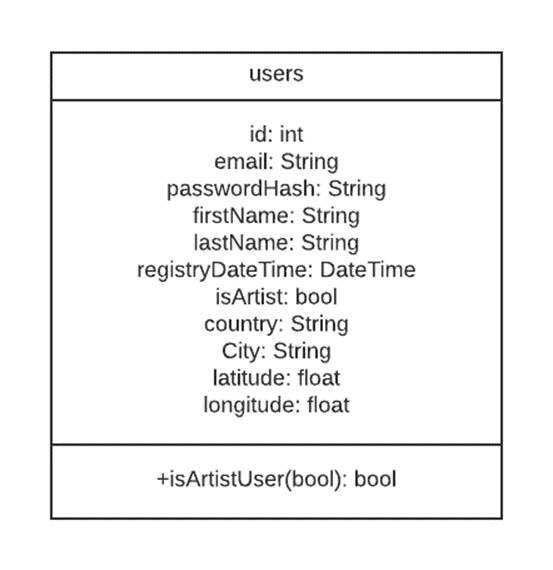 users
id: int
email: String
passwordHash: String
firstName: String
lastName: String
registryDateTime: DateTime
isArtist: bool
country: String
City: String
latitude: float
longitude: float
+isArtistUser(bool): bool